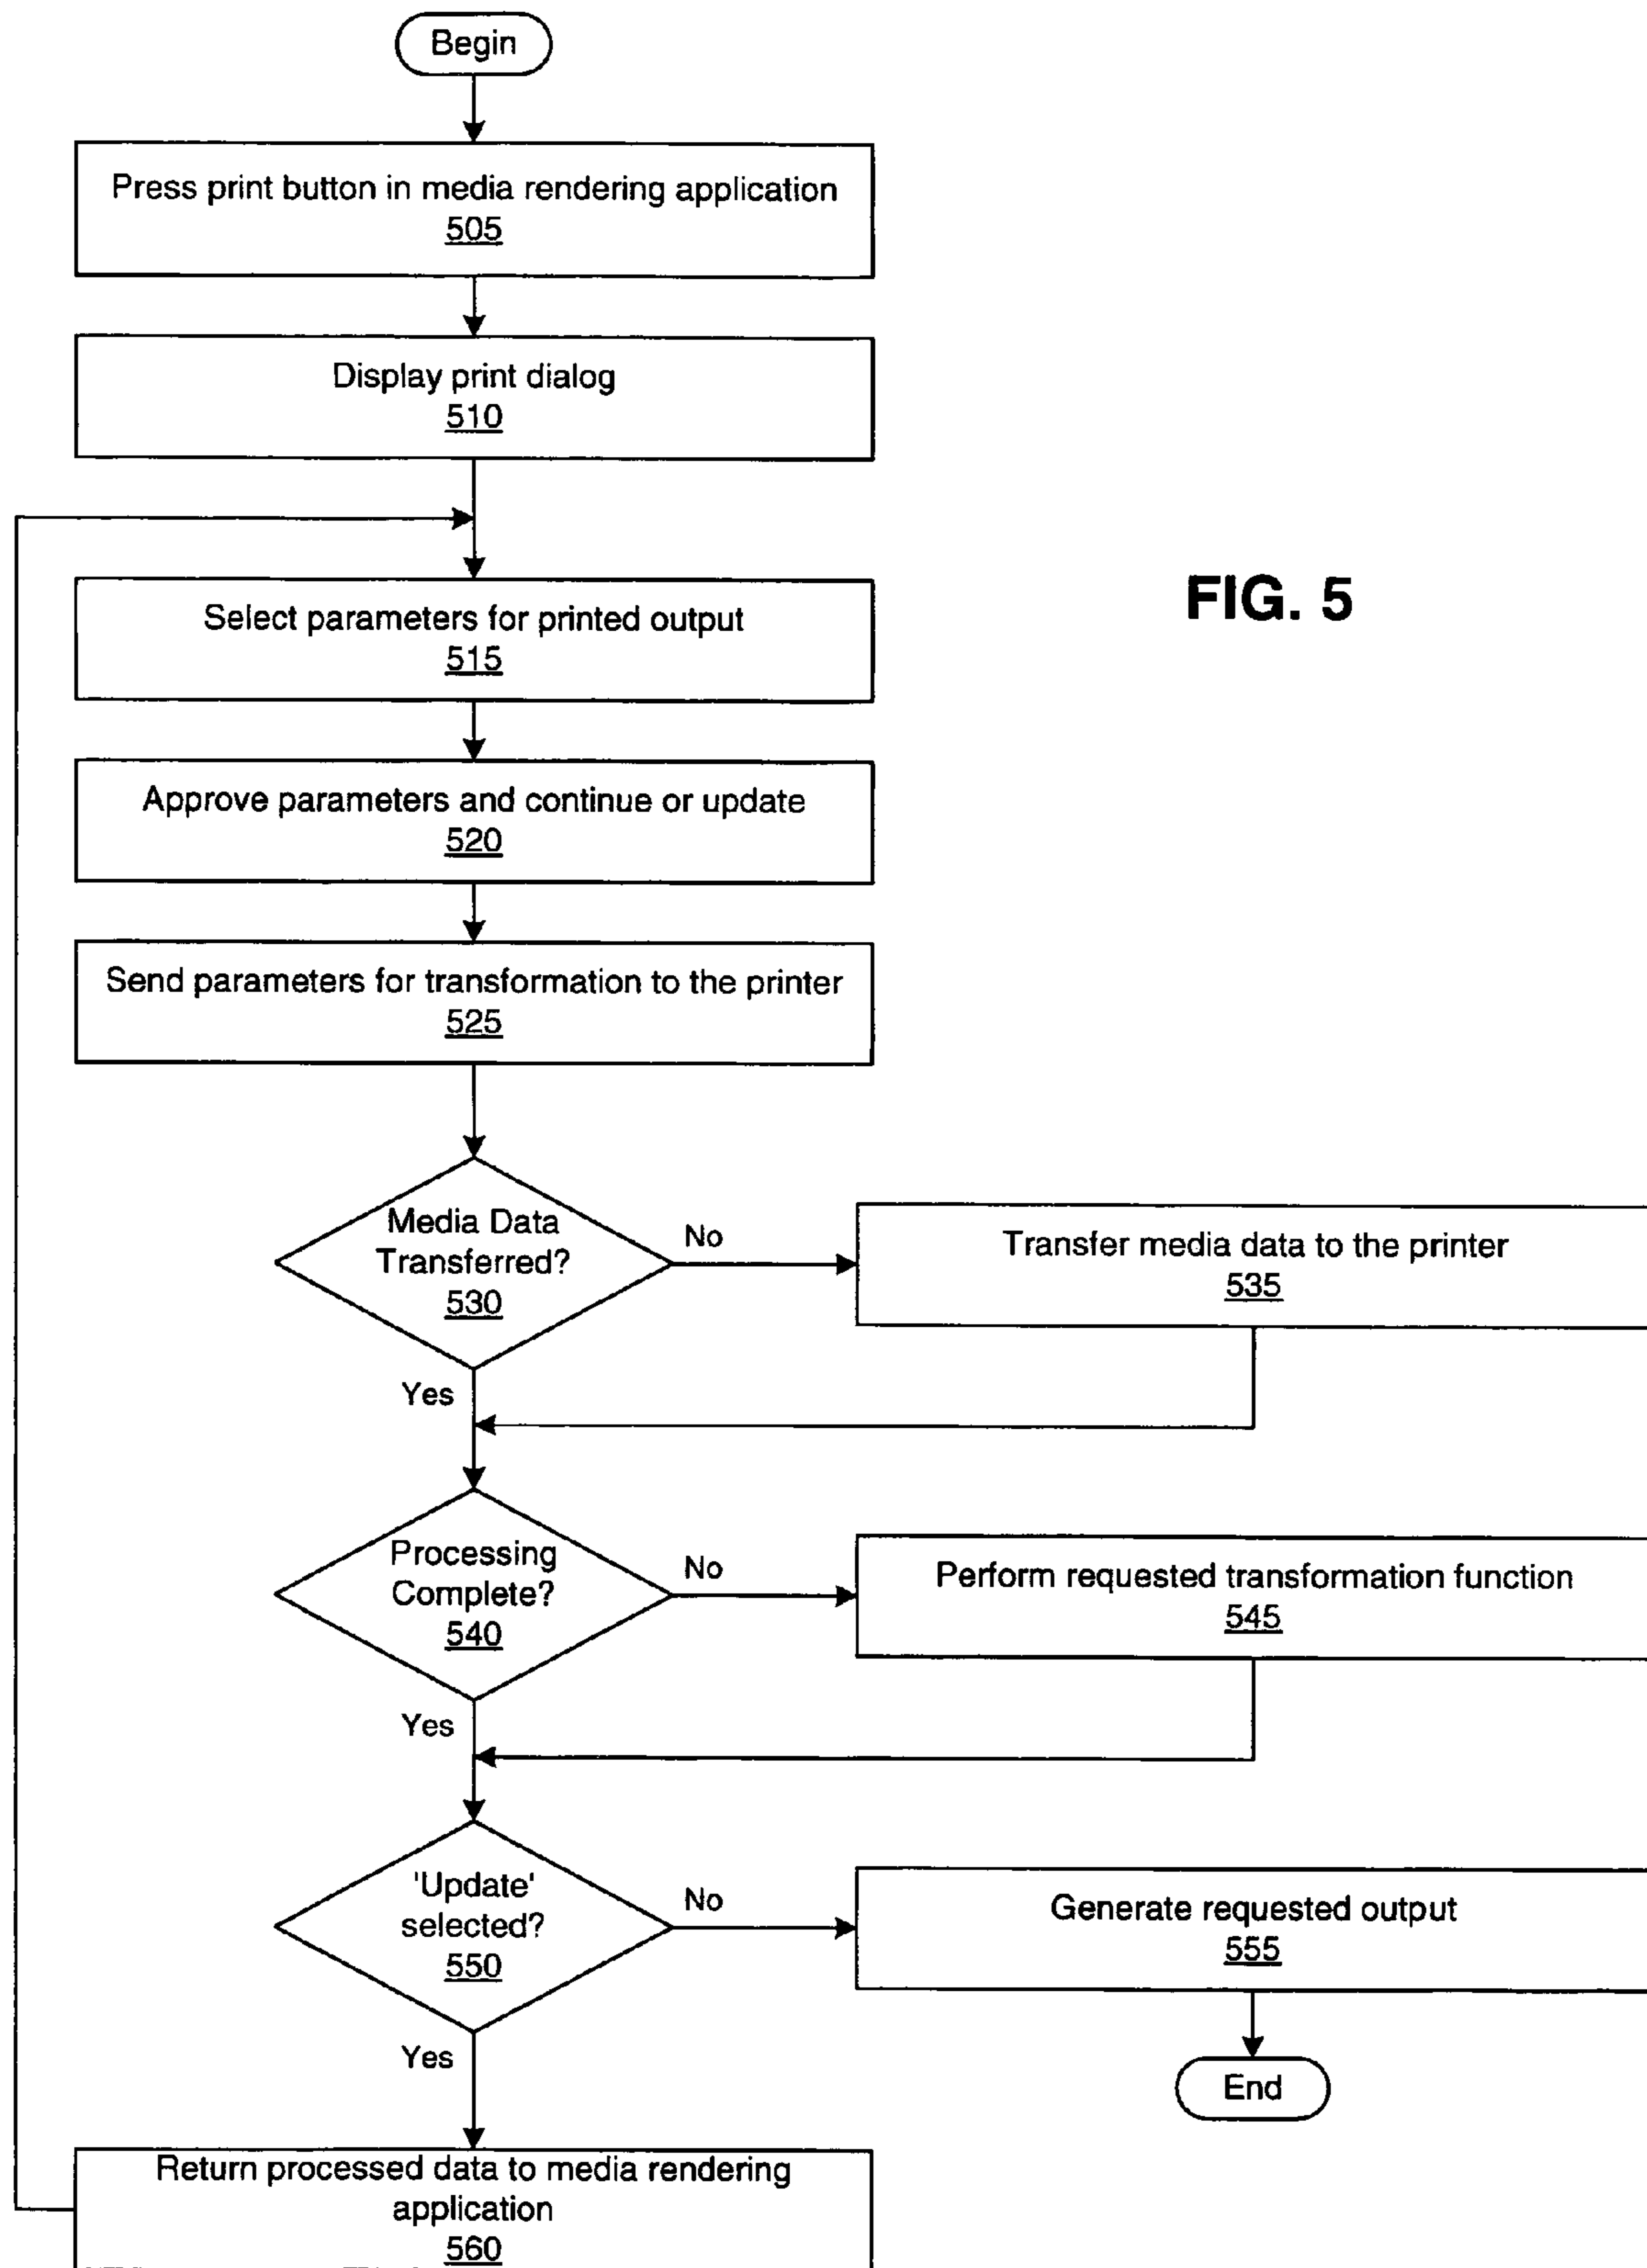 Begin
Press print button in media rendering application
505
Display print dialog
510
Select parameters for printed output
515
FIG. 5
Approve parameters and continue or update
520
Send parameters for transformation to the printer
525
Media Data
Transferred?
530
No
Transfer media data to the printer
535
Yes
Processing
Complete?
540
No
Perform requested transformation function
545
Yes
'Update'
selected?
550
No
Generate requested output
555
Yes
End
Return processed data to media rendering
application
560